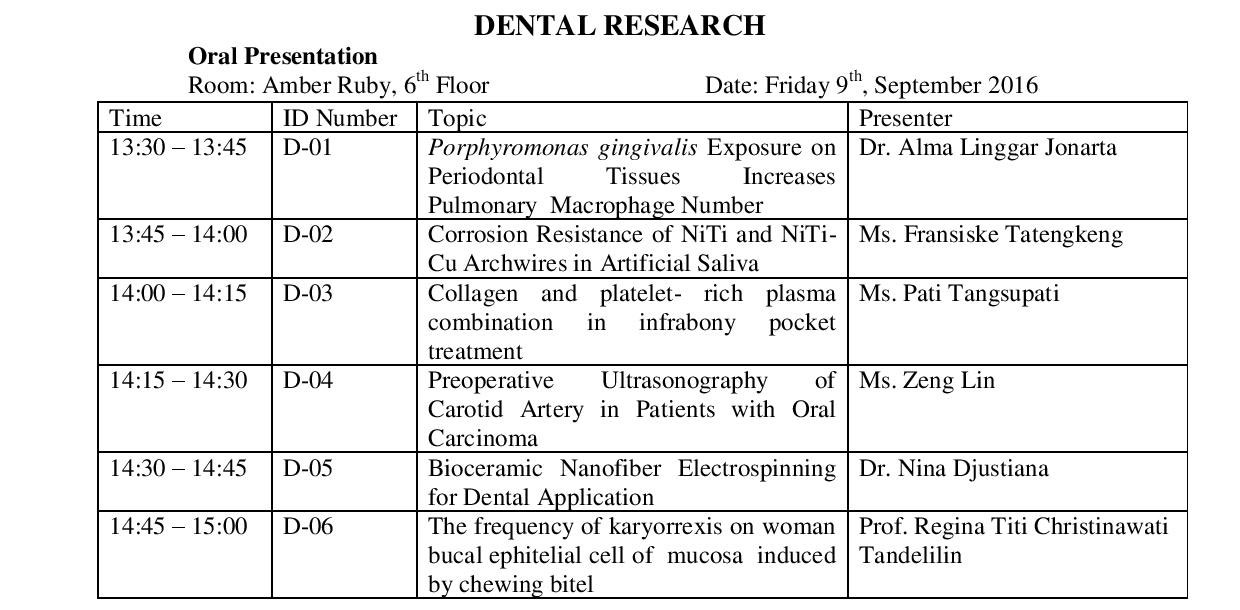 DENTAL RESEARCH
Oral Presentation
Room: Amber Ruby, 6th Floor Date: Friday 9th, September 2016
Time ID Number Topic Presenter
13:30 – 13:45 D-01 Porphyromonas gingivalis Exposure on Dr. Alma Linggar Jonarta
Periodontal Tissues Increases
Pulmonary Macrophage Number
13:45 – 14:00 D-02 Corrosion Resistance of NiTi and NiTi- Ms. Fransiske Tatengkeng
Cu Archwires in Artificial Saliva
14:00 – 14:15 D-03 Collagen and platelet- rich plasma Ms. Pati Tangsupati
combination in infrabony pocket
treatment
14:15 – 14:30 D-04 Preoperative Ultrasonography of Ms. Zeng Lin
Carotid Artery in Patients with Oral
Carcinoma
14:30 – 14:45 D-05 Bioceramic Nanofiber Electrospinning Dr. Nina Djustiana
for Dental Application
14:45 – 15:00 D-06 The frequency of karyorrexis on woman Prof. Regina Titi Christinawati
bucal ephitelial cell of mucosa induced Tandelilin
by chewing bitel